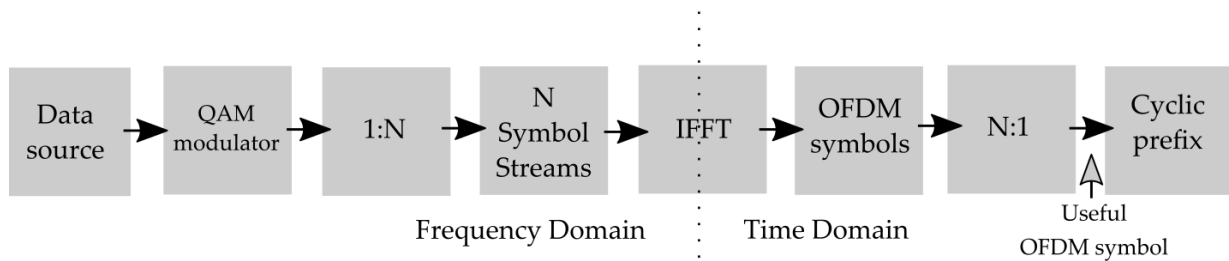 Data
source
QAM
modulator
1:N
N
Symbol
Streams
IFFT
OFDM
symbols
N:1
Cyclic
prefix
Frequency Domain
Time Domain
Useful
OFDM symbol